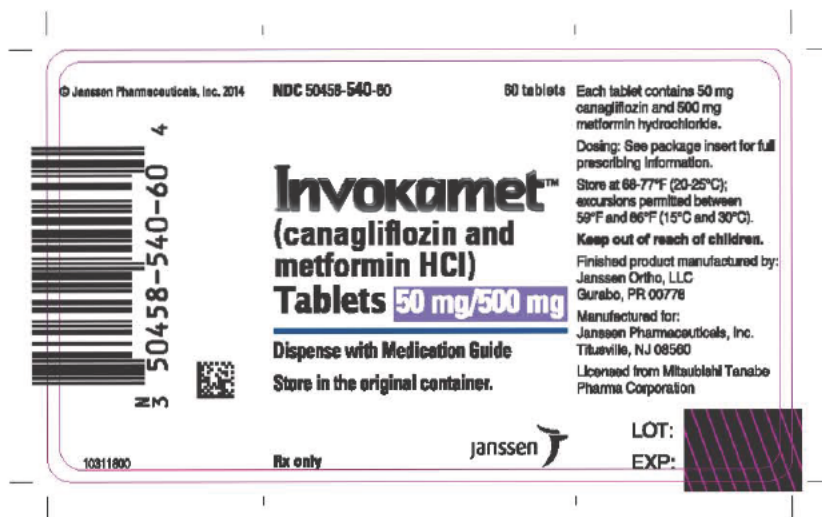 © Janssen Pharmaceuticals, Inc. 2014
NDC 50458-540-60
60 tablets
Invokamet™
(canagliflozin and
metformin HCl)
Tablets 50 mg/500 mg
Dispense with Medication Guide
Store in the original container.
Rx only
janssen
10311800
N
3 50458-540-60 4
Each tablet contains 50 mg
canagliflozin and 500 mg
metformin hydrochloride.
Dosing: See package insert for full
prescribing information.
Store at 68-77°F (20-25°C);
excursions permitted between
59°F and 86°F (15°C and 30°C).
Keep out of reach of children.
Finished product manufactured by:
Janssen Ortho, LLC
Gurabo, PR 00778
Manufactured for:
Janssen Pharmaceuticals, Inc.
Titusville, NJ 08560
Licensed from Mitsubishi Tanabe
Pharma Corporation
LOT:
EXP: